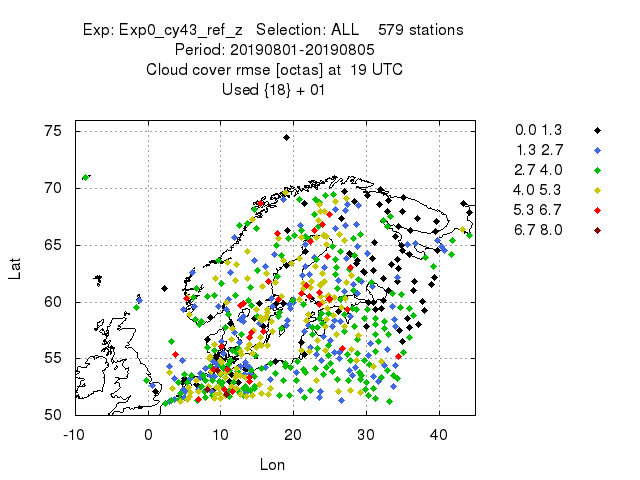 Exp: Exp0_cy43_ref_z Selection: ALL 579 stations
Period: 20190801-20190805
Cloud cover rmse [octas] at 19 UTC
Used {18} + 01
0.0 1.3
1.3 2.7
2.7 4.0
4.0 5.3
5.3 6.7
6.7 8.0
75
70
65
60
55
50
Lat
-10 0 10 20 30 40
Lon